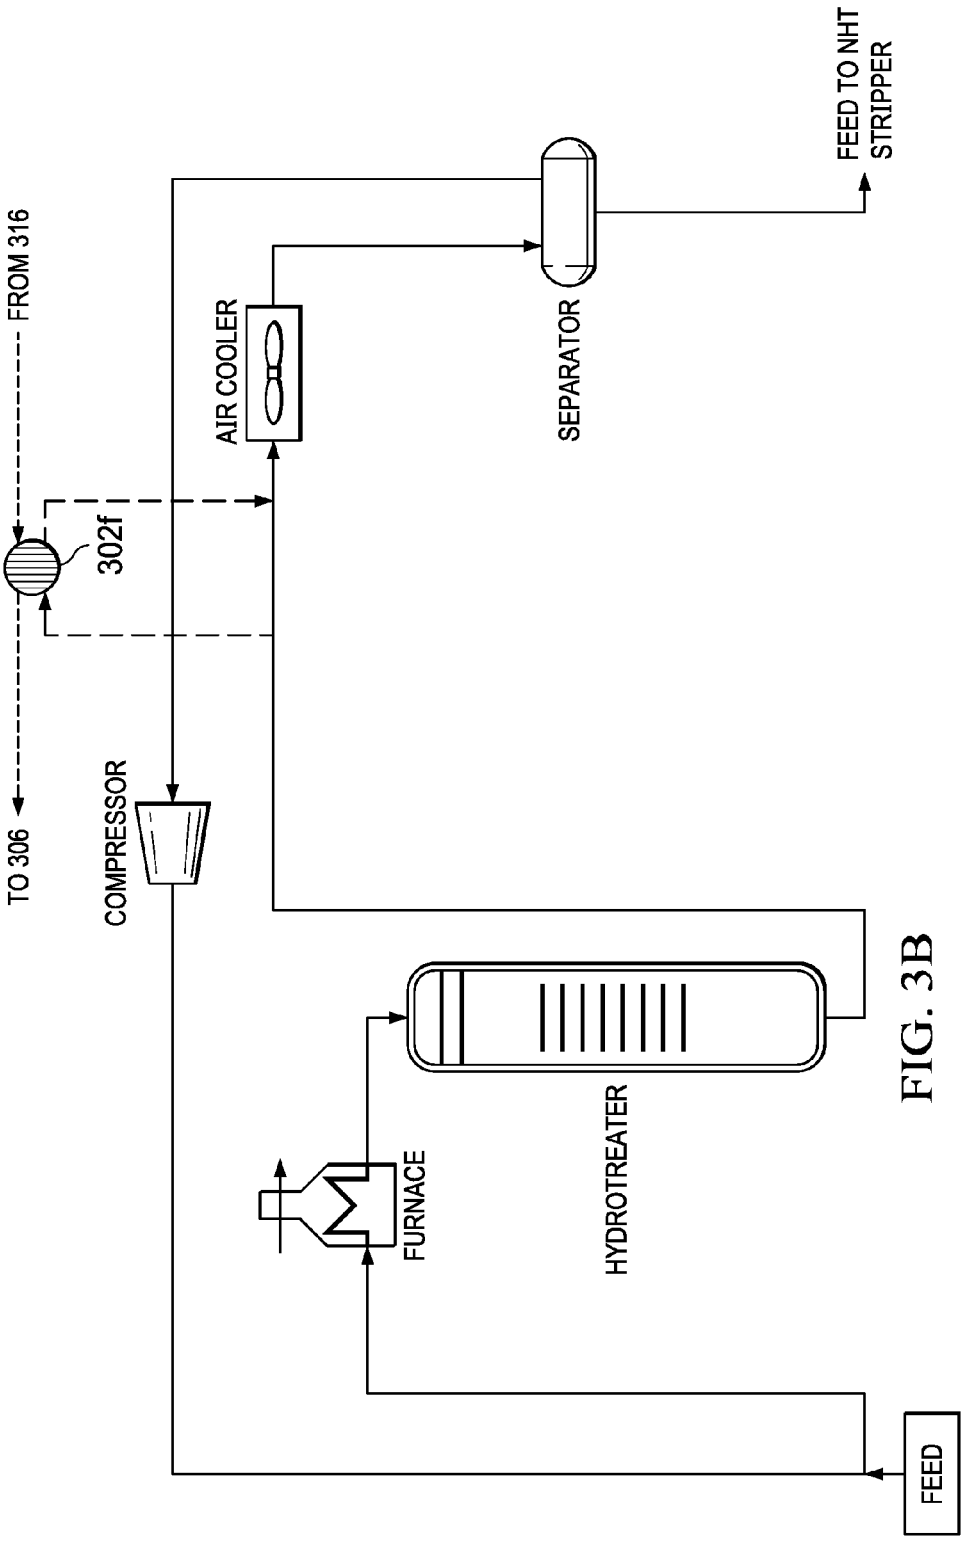 TO 306
FROM 316
302f
COMPRESSOR
AIR COOLER
FURNACE
SEPARATOR
HYDROTREATER
FEED TO NHT
STRIPPER
FEED
FIG. 3B